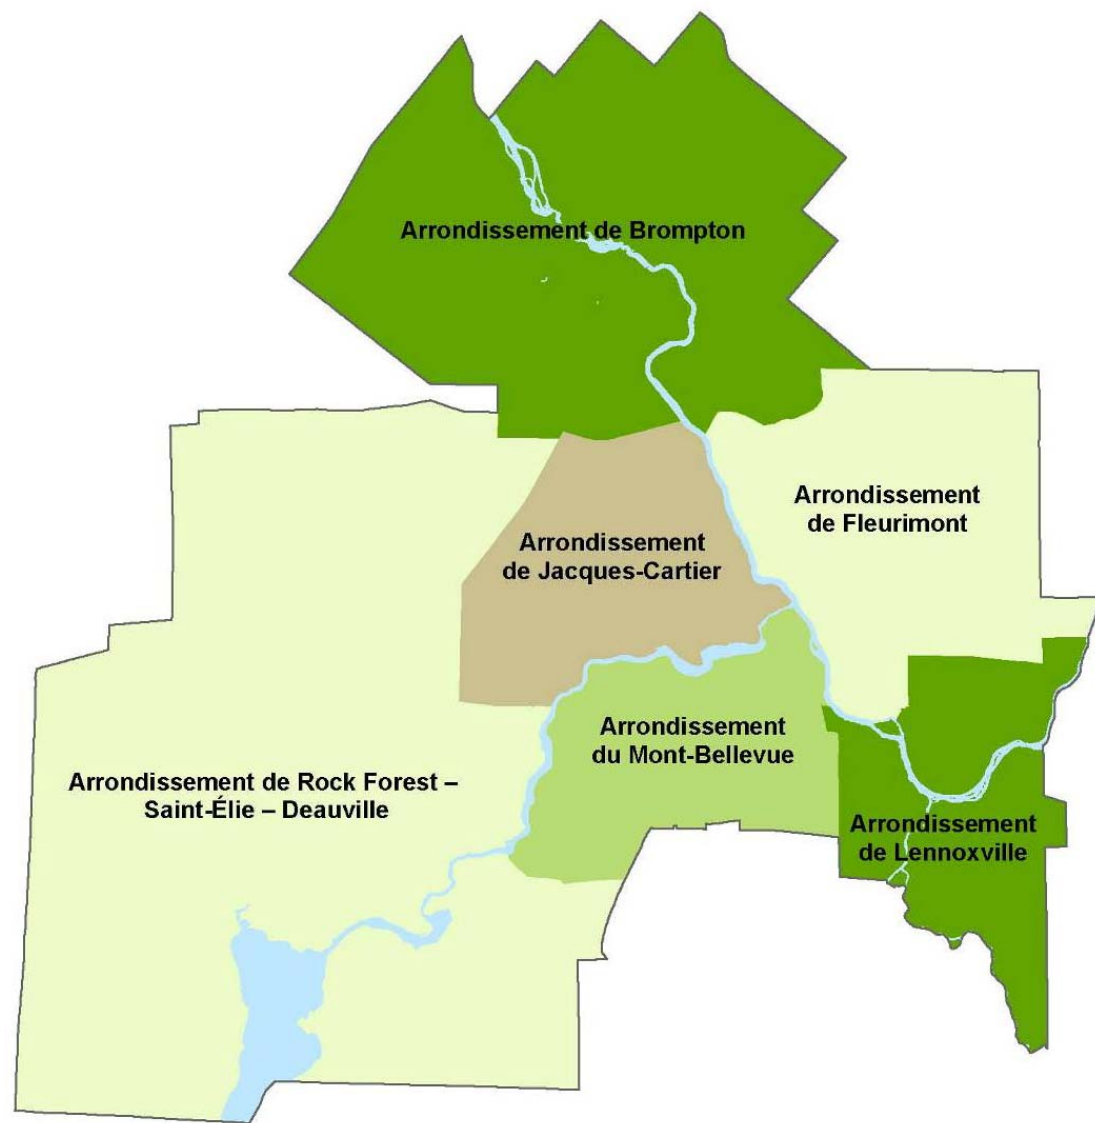 Arrondissement de Brompton
Arrondissement
de Fleurimont
Arrondissement
de Jacques-Cartier
Arrondissement
du Mont-Bellevue
Arrondissement de Rock Forest –
Saint-Élie – Deauville
Arrondissement
de Lennoxville